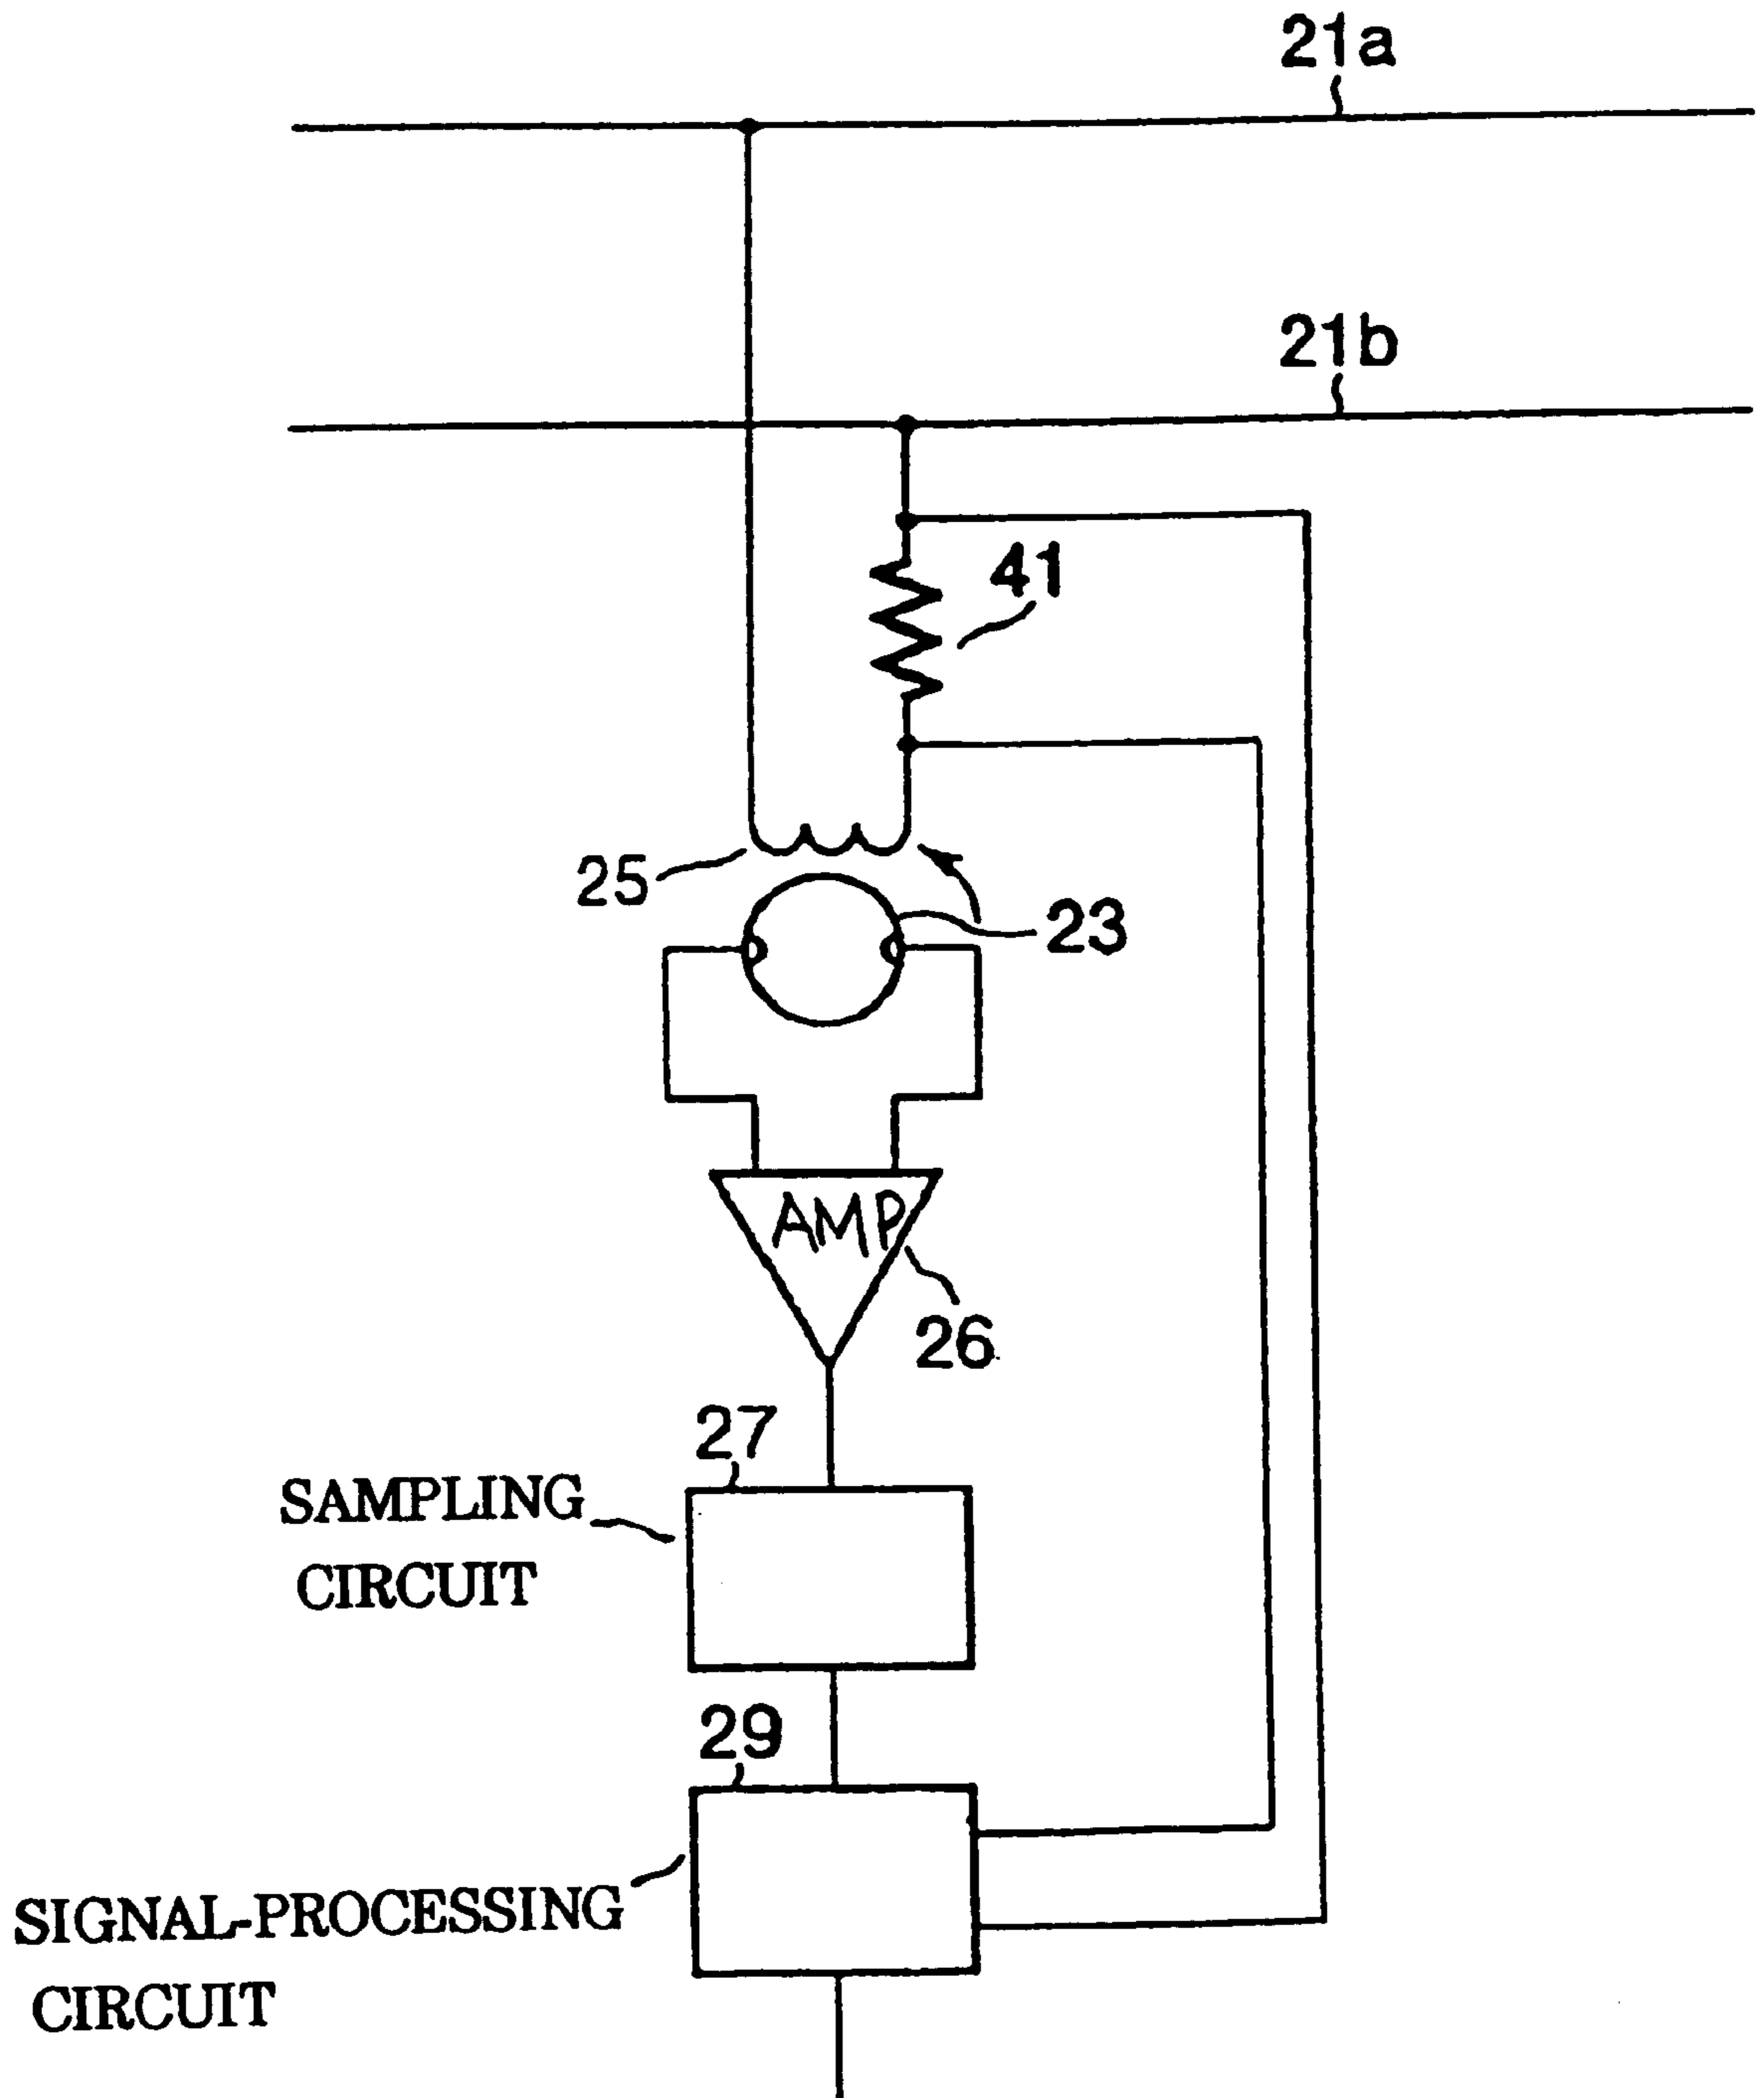 21a
21b
41
25
23
AMP
26
27
SAMPLING
CIRCUIT
29
SIGNAL-PROCESSING
CIRCUIT